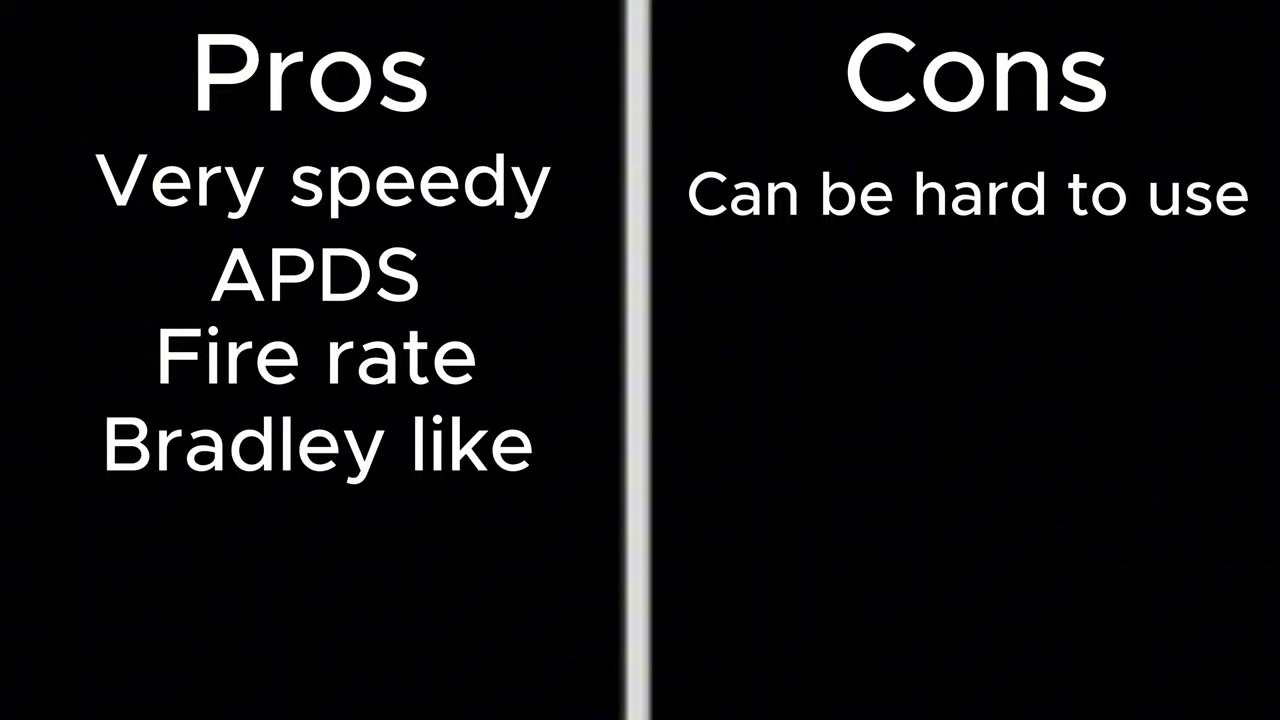 Pros
Very speedy
APDS
Fire rate
Bradley like
Cons
Can be hard to use